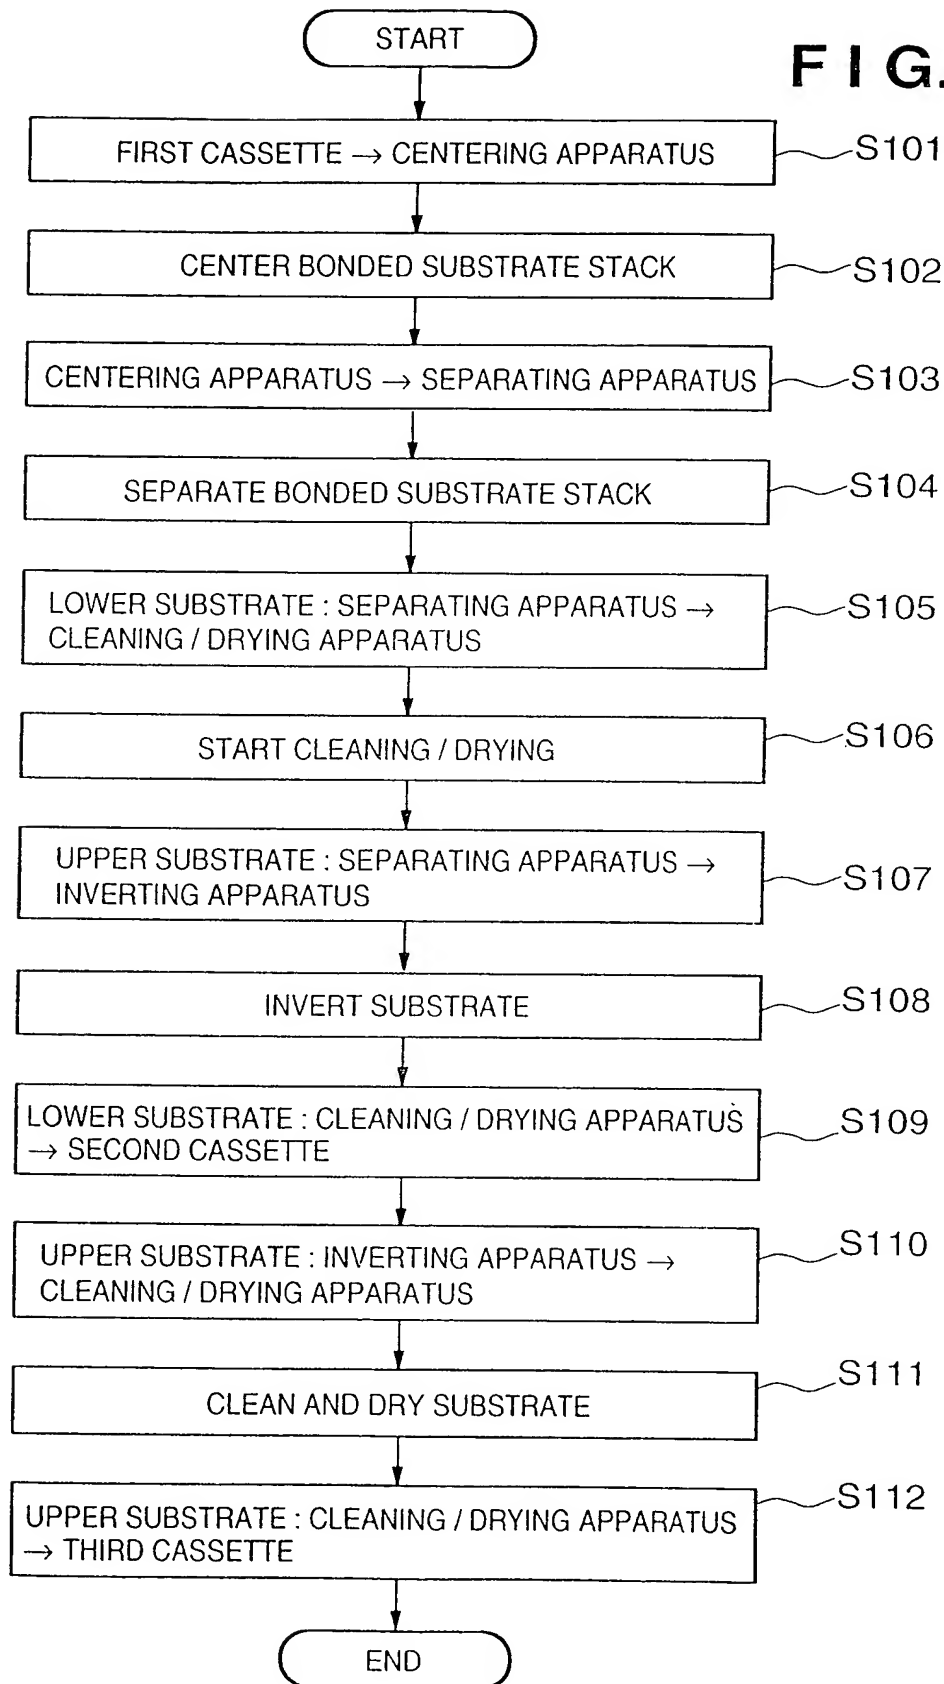 START
F I G.
FIRST CASSETTE → CENTERING APPARATUS
S101
CENTER BONDED SUBSTRATE STACK
S102
CENTERING APPARATUS → SEPARATING APPARATUS
S103
SEPARATE BONDED SUBSTRATE STACK
S104
LOWER SUBSTRATE : SEPARATING APPARATUS →
CLEANING / DRYING APPARATUS
S105
START CLEANING / DRYING
S106
UPPER SUBSTRATE : SEPARATING APPARATUS →
INVERTING APPARATUS
S107
INVERT SUBSTRATE
S108
LOWER SUBSTRATE : CLEANING / DRYING APPARATUS
→ SECOND CASSETTE
S109
UPPER SUBSTRATE : INVERTING APPARATUS →
CLEANING / DRYING APPARATUS
S110
CLEAN AND DRY SUBSTRATE
S111
UPPER SUBSTRATE : CLEANING / DRYING APPARATUS
→ THIRD CASSETTE
S112
END